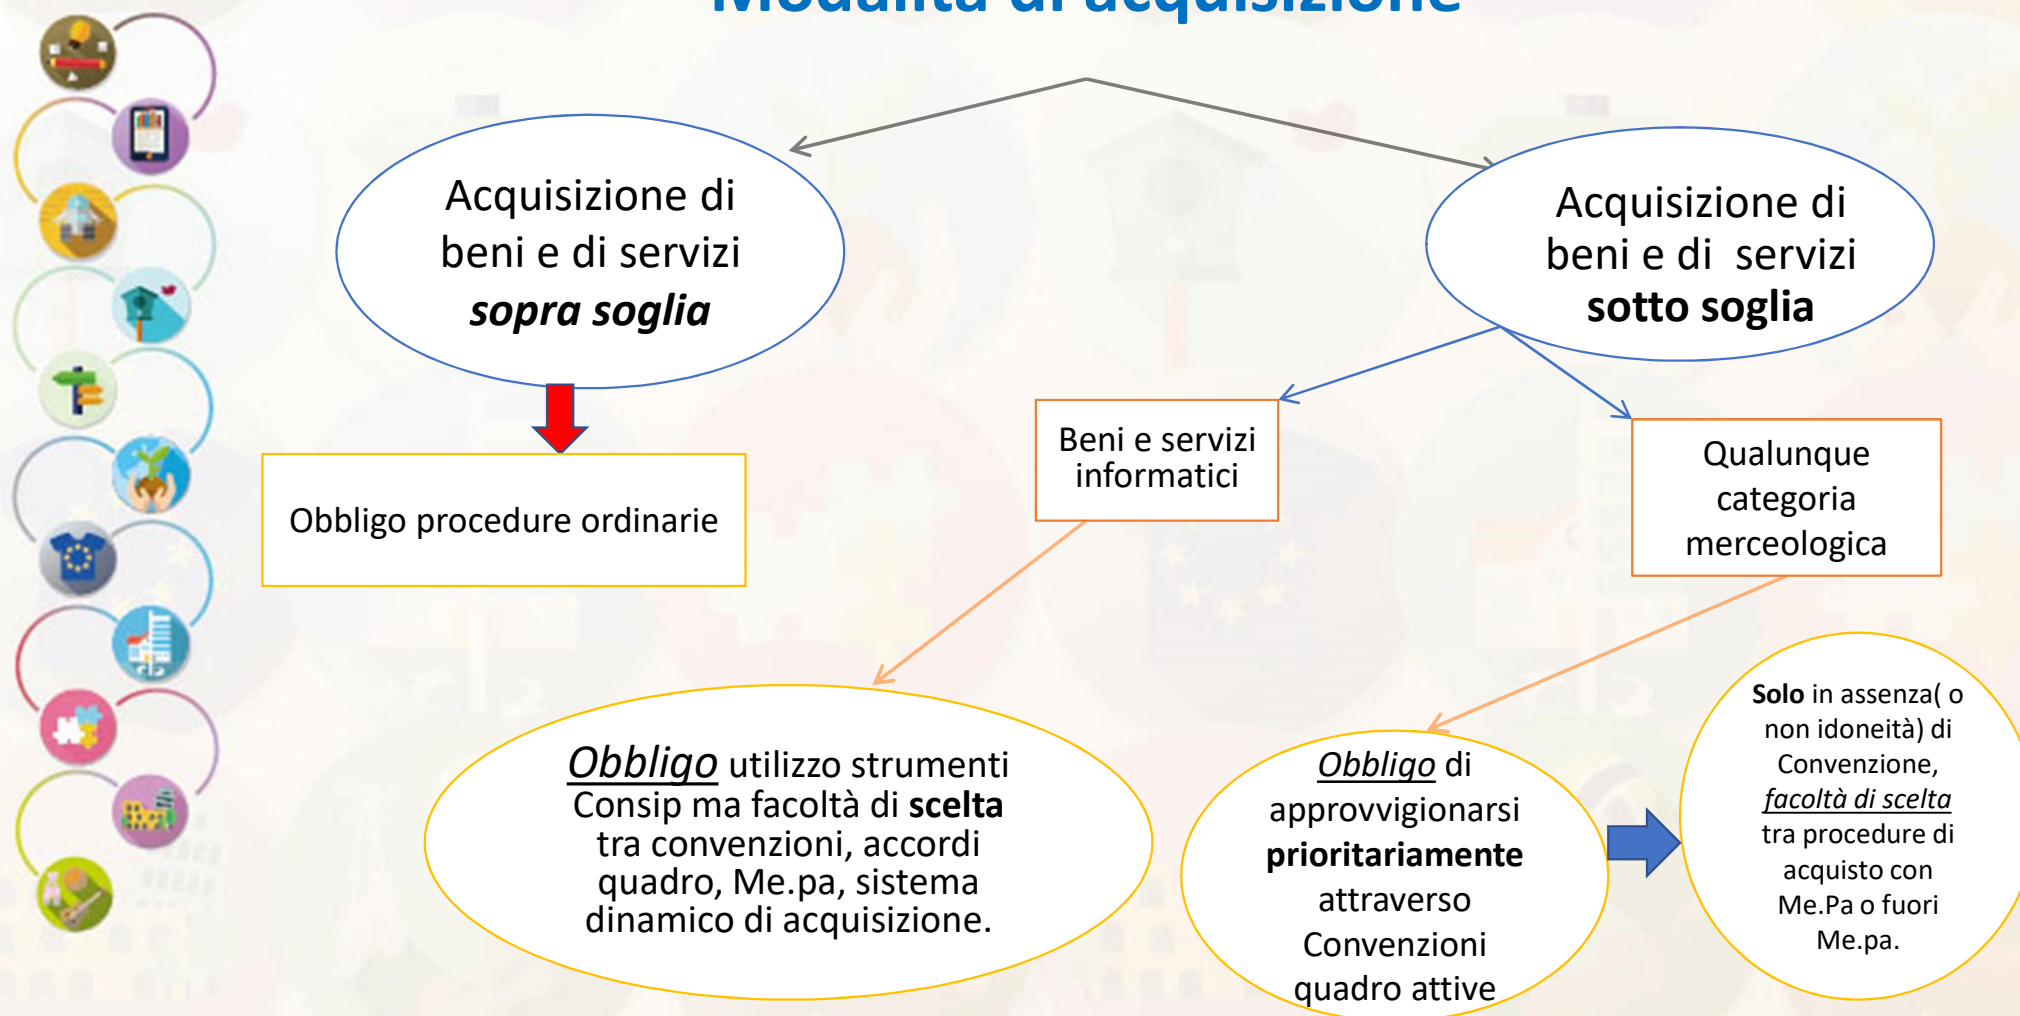 Modalità di acquisizione
Acquisizione di
beni e di servizi
sopra soglia
Acquisizione di
beni e di servizi
sotto soglia
Obbligo procedure ordinarie
Beni e servizi
informatici
Qualunque
categoria
merceologica
Obbligo utilizzo strumenti
Consip ma facoltà di scelta
tra convenzioni, accordi
quadro, Me.pa, sistema
dinamico di acquisizione.
Obbligo di
approvvigionarsi
prioritariamente
attraverso
Convenzioni
quadro attive
Solo in assenza( o
non idoneità) di
Convenzione,
facoltà di scelta
tra procedure di
acquisto con
Me.Pa o fuori
Me.pa.